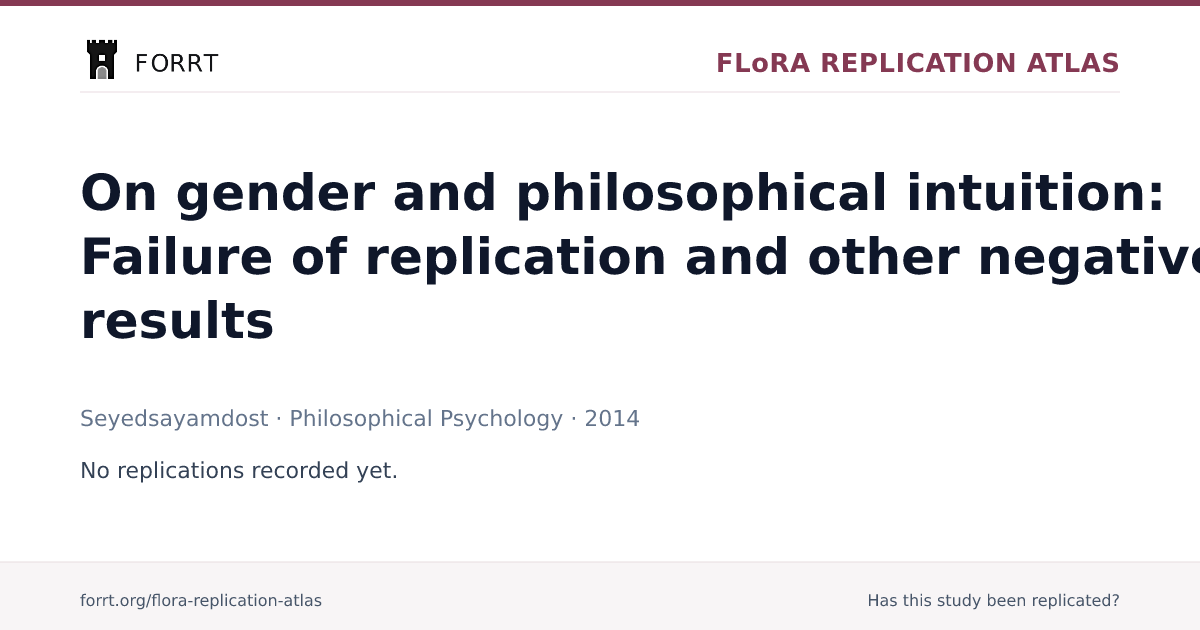 FORRT
FLoRA REPLICATION ATLAS
On gender and philosophical intuition:
Failure of replication and other negative
results
Seyedsayamdost · Philosophical Psychology · 2014
No replications recorded yet.
forrt.org/flora-replication-atlas
Has this study been replicated?